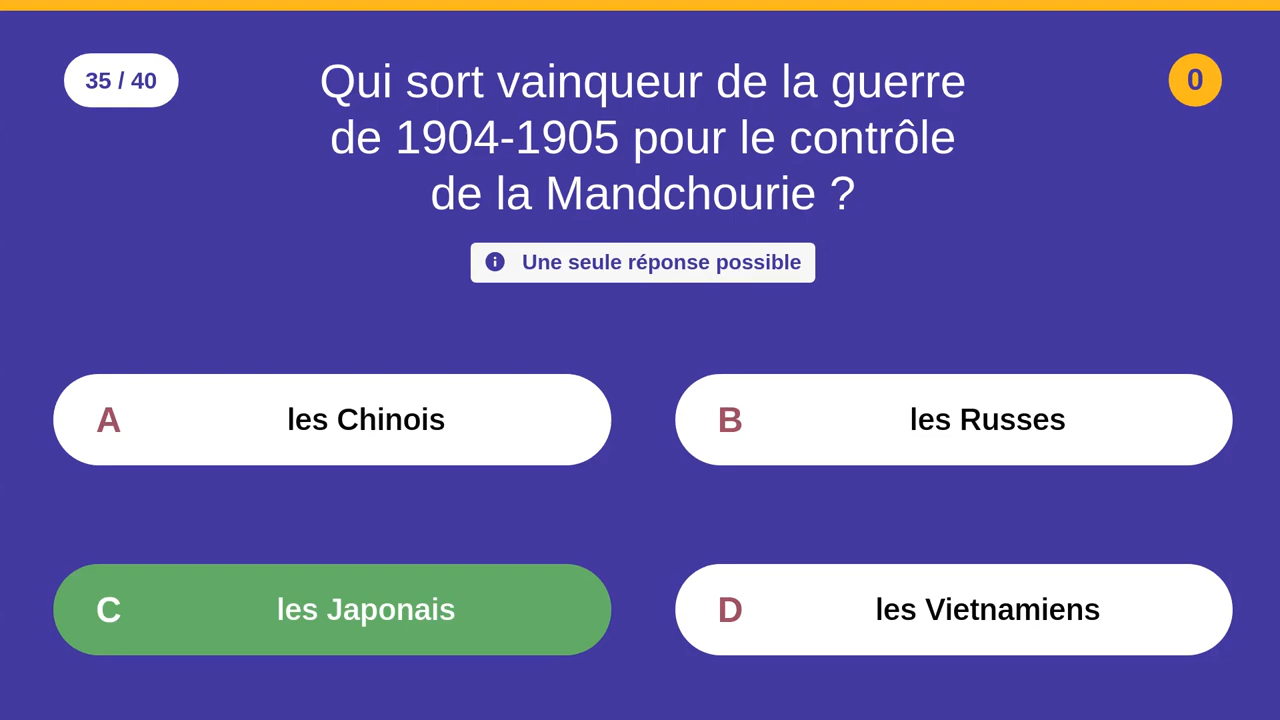 35 / 40
Qui sort vainqueur de la guerre
de 1904-1905 pour le contrôle
de la Mandchourie ?
0
Une seule réponse possible
A les Chinois
B les Russes
C les Japonais
D les Vietnamiens